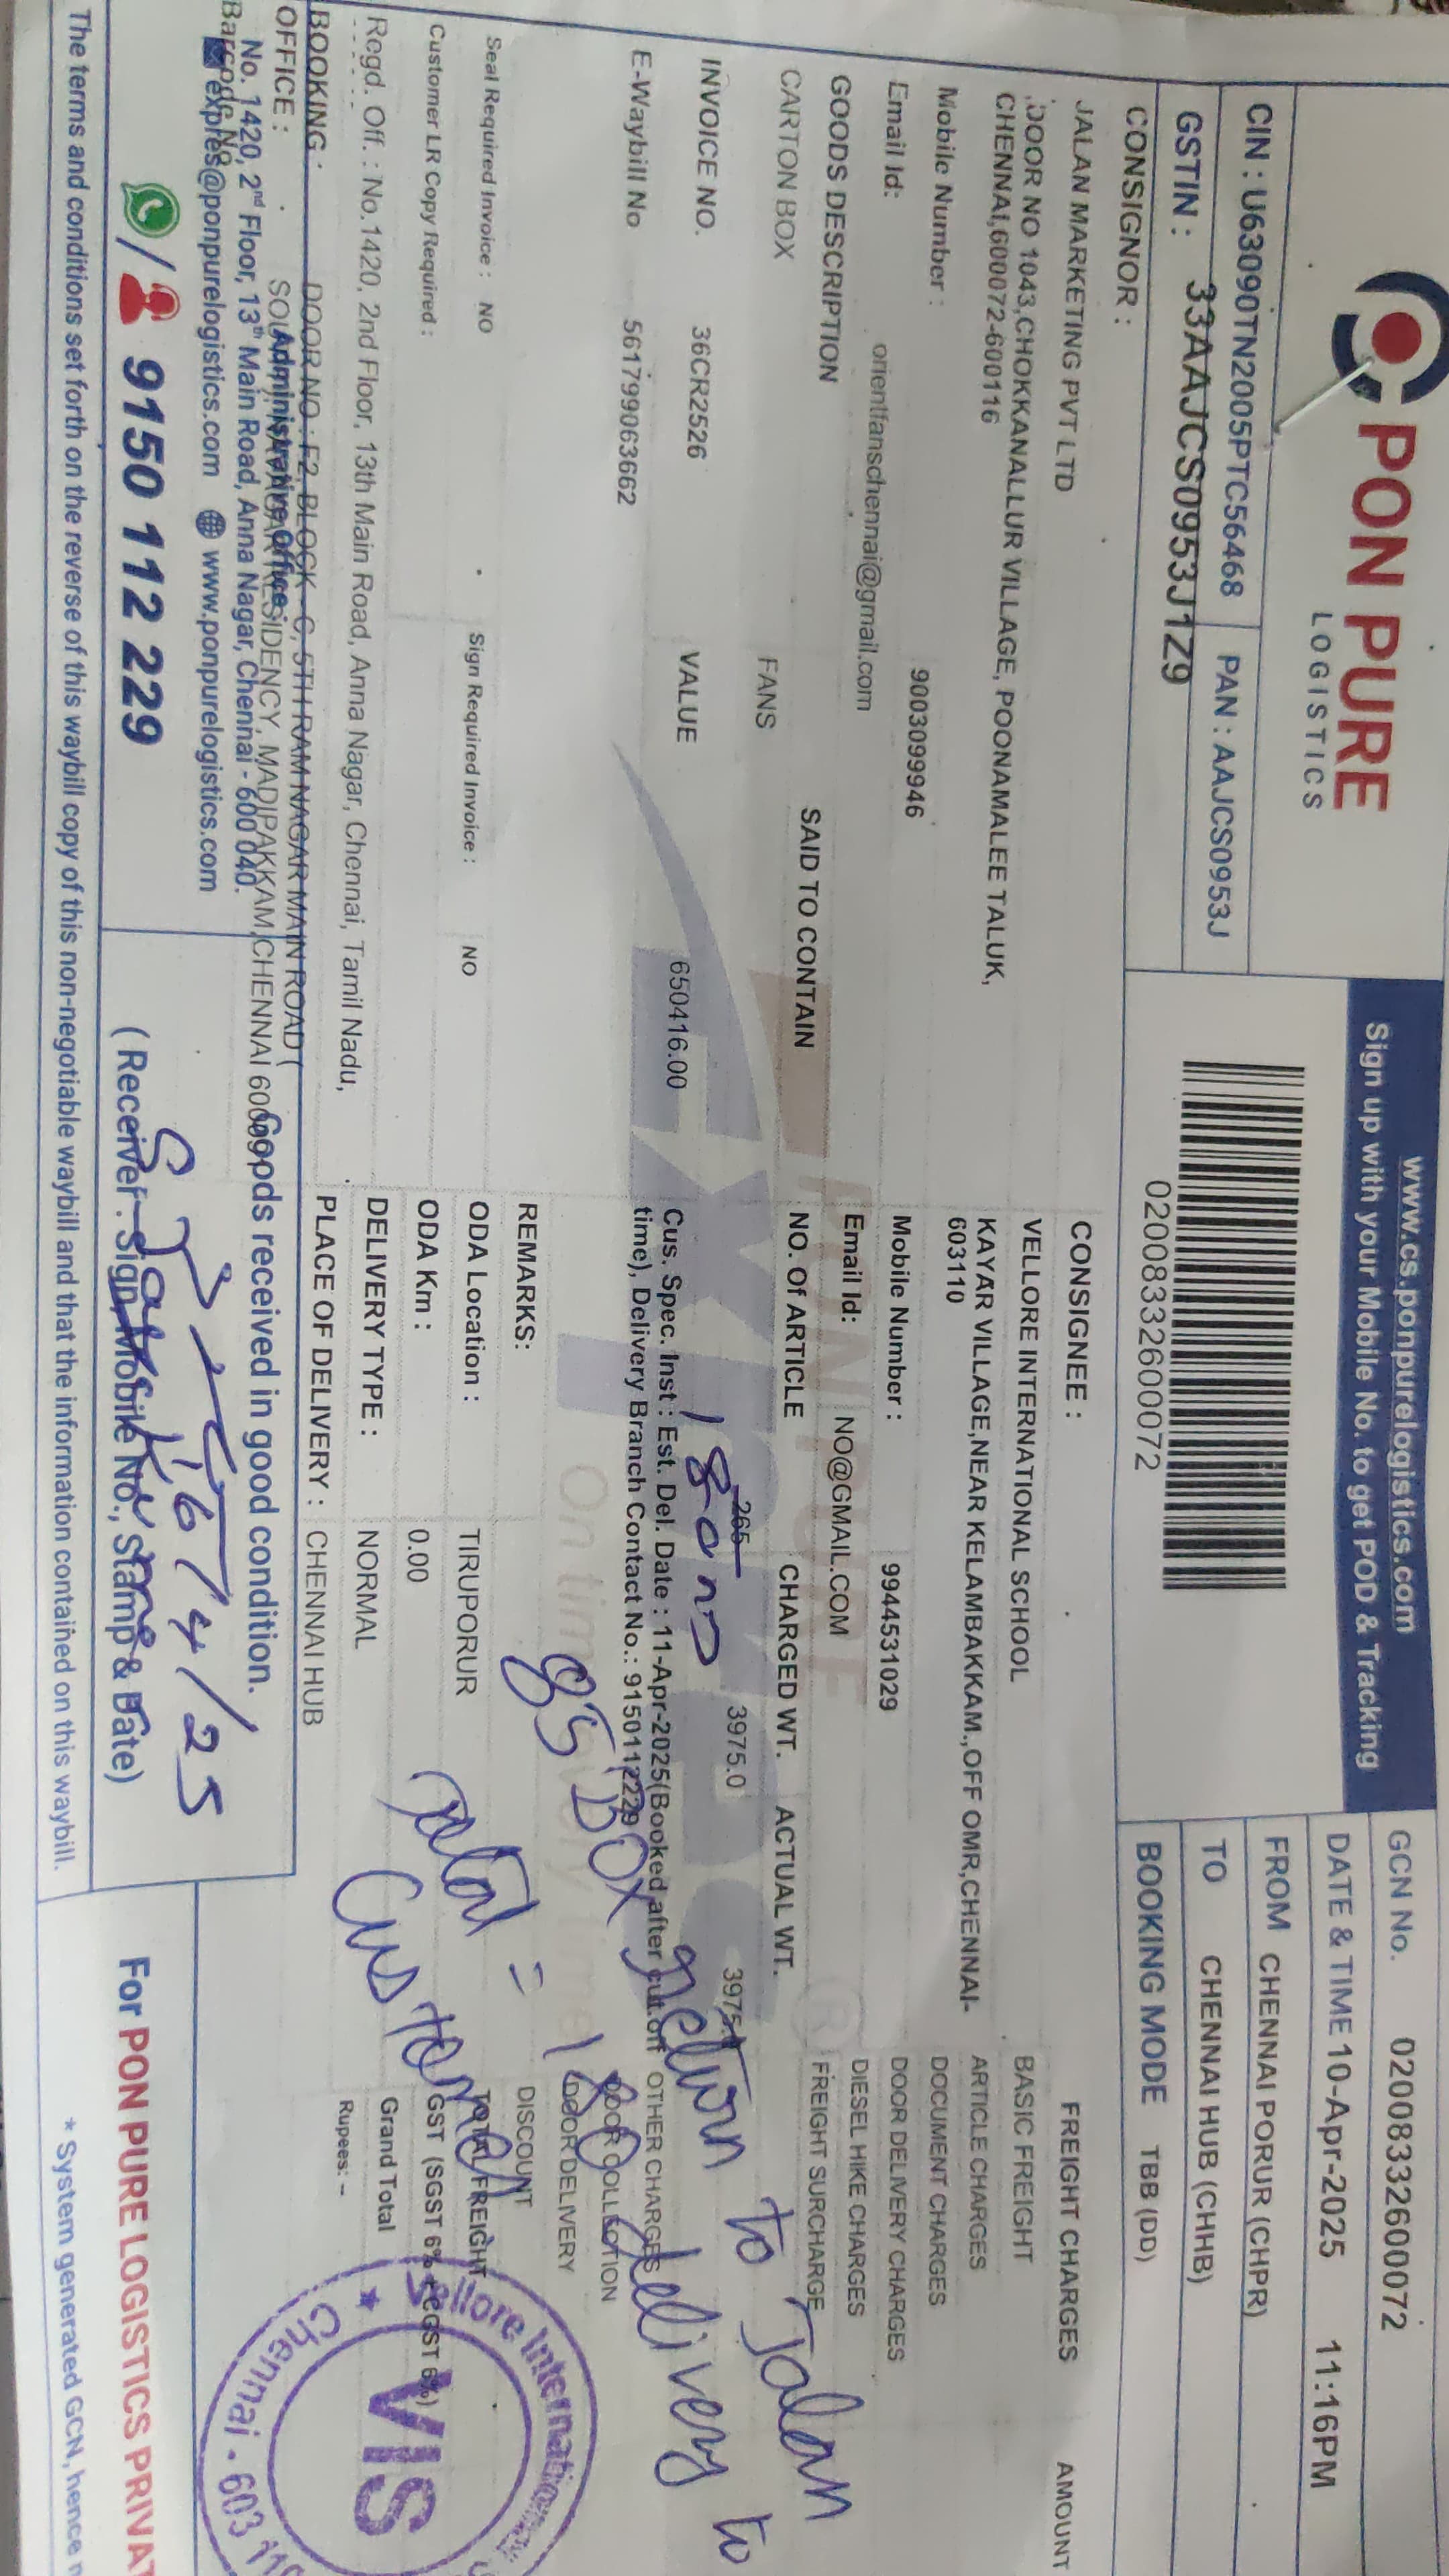 PON PURE
LOGISTICS
CIN : U63090TN2005PTC56468
PAN : AAJCS0953J
GSTIN : 33AAJCS0953J1Z9
www.cs.ponpurelogistics.com
Sign up with your Mobile No. to get POD & Tracking
02008332600072
GCN No. 02008332600072
DATE & TIME 10-Apr-2025 11:16PM
FROM CHENNAI PORUR (CHPR)
TO CHENNAI HUB (CHHB)
BOOKING MODE TBB (DD)
CONSIGNOR :
JALAN MARKETING PVT LTD
DOOR NO 1043,CHOKKANALLUR VILLAGE, POONAMALEE TALUK,
CHENNAI,600072-600116
Mobile Number : 9003099946
Email Id: orientfanschennai@gmail.com
CONSIGNEE :
VELLORE INTERNATIONAL SCHOOL
KAYAR VILLAGE,NEAR KELAMBAKKAM.,OFF OMR,CHENNAI-
603110
Mobile Number : 9944531029
Email Id: NO@GMAIL.COM
FREIGHT CHARGES AMOUNT
BASIC FREIGHT
ARTICLE CHARGES
DOCUMENT CHARGES
DOOR DELIVERY CHARGES
DIESEL HIKE CHARGES
FREIGHT SURCHARGE
OTHER CHARGES
DOOR COLLECTION
DOOR DELIVERY
DISCOUNT
TOTAL FREIGHT
GST (SGST 6% +CGST 6%)
Grand Total
Rupees: -
GOODS DESCRIPTION SAID TO CONTAIN NO. Of ARTICLE CHARGED WT. ACTUAL WT.
CARTON BOX FANS 265 3975.0 3975.
INVOICE NO. 36CR2526 VALUE 650416.00
E-Waybill No 561799063662
Cus. Spec. Inst : Est. Del. Date : 11-Apr-2025(Booked after cut off
time), Delivery Branch Contact No.: 9150112229
180
85 Box return to Jalan
Total = 180 delivery to
Customer
REMARKS:
Seal Required Invoice : NO Sign Required Invoice : NO
Customer LR Copy Required :
ODA Location : TIRUPORUR
ODA Km : 0.00
DELIVERY TYPE : NORMAL
PLACE OF DELIVERY : CHENNAI HUB
Regd. Off. : No.1420, 2nd Floor, 13th Main Road, Anna Nagar, Chennai, Tamil Nadu,
BOOKING : DOOR NO : F2, BLOCK - C, 5TH RAM NAGAR MAIN ROAD (
OFFICE : RESIDENCY, MADIPAKKAM,CHENNAI
Administrative Office :
No. 1420, 2nd Floor, 13th Main Road, Anna Nagar, Chennai - 600 040.
Barcode No
expres@ponpurelogistics.com www.ponpurelogistics.com
9150 112 229
Goods received in good condition.
16/4/25
(Receiver. Sign, Mobile No., Stamp & Date)
Vellore International
VIS
Chennai - 603 110
The terms and conditions set forth on the reverse of this waybill copy of this non-negotiable waybill and that the information contained on this waybill.
For PON PURE LOGISTICS PRIVAT
* System generated GCN, hence